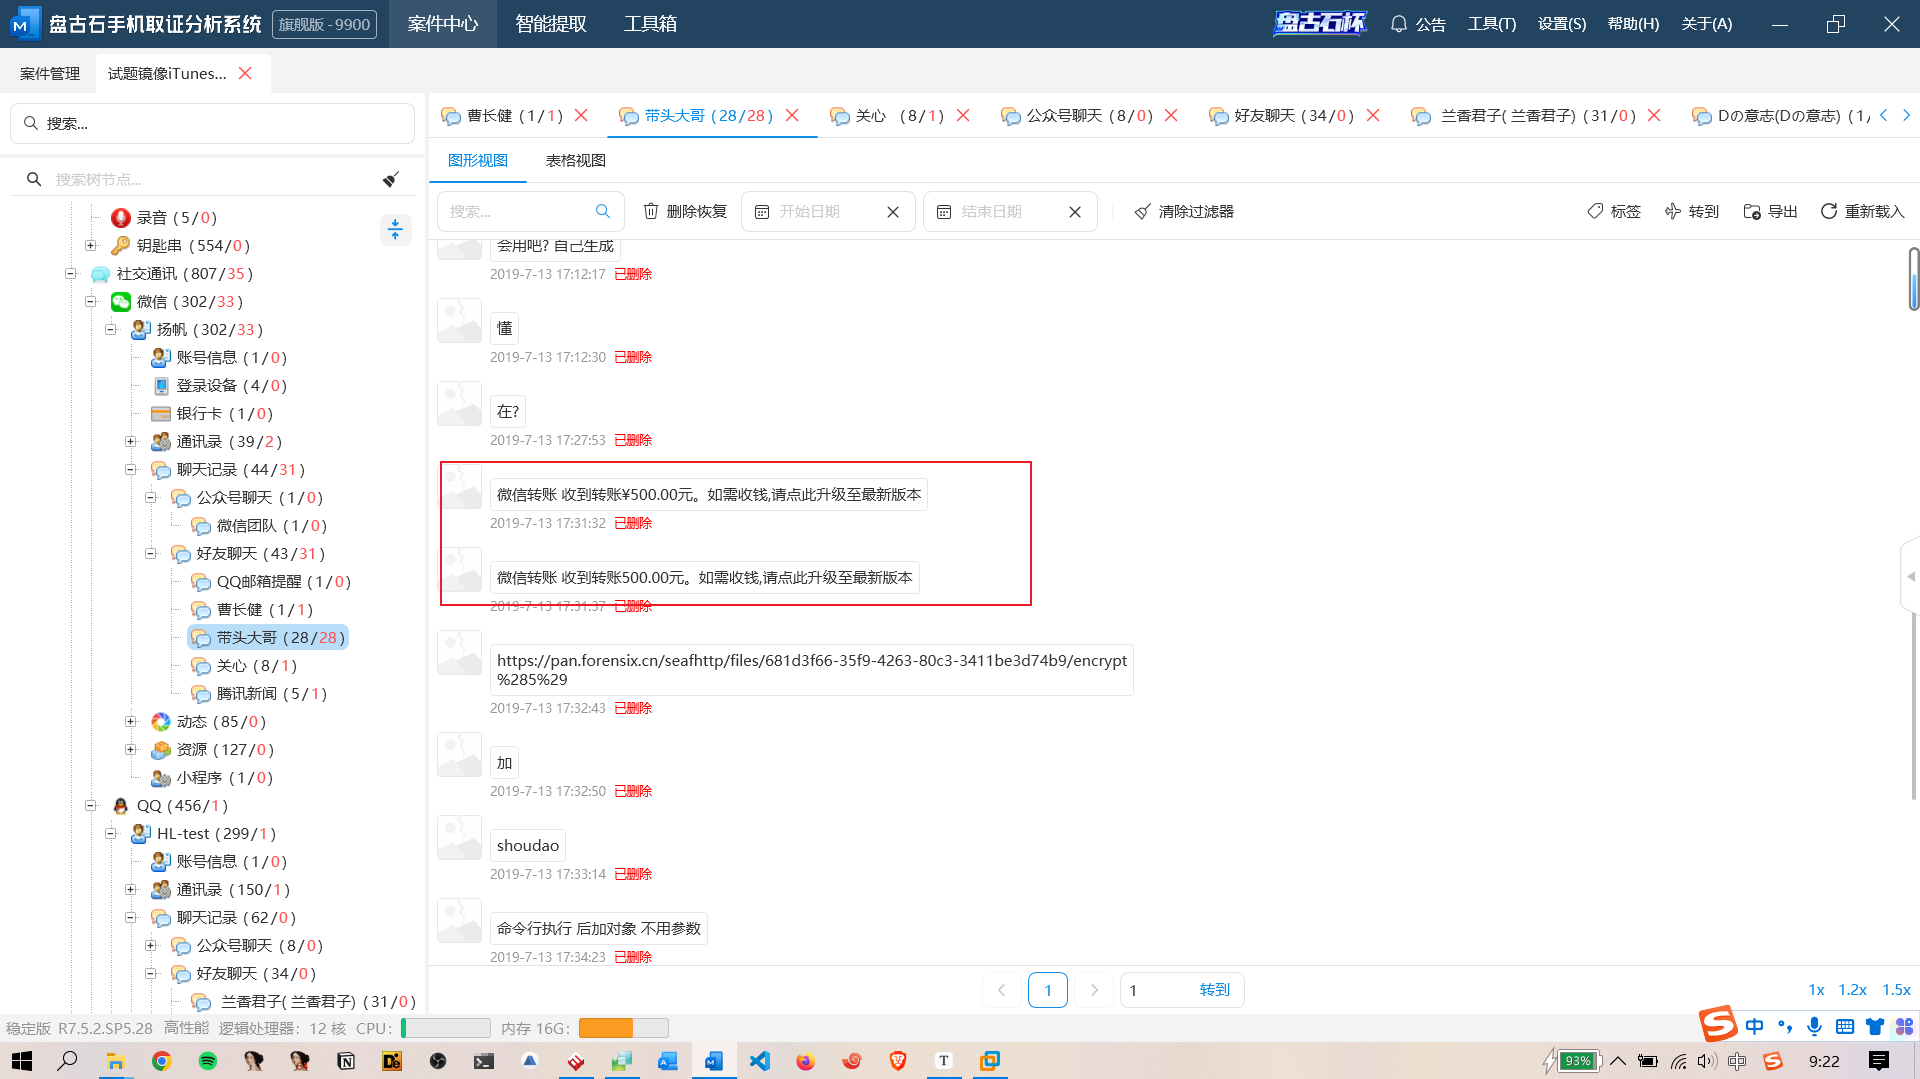 盘古石手机取证分析系统 旗舰版-9900 案件中心 智能提取 工具箱 盘古石杯 公告 工具(T) 设置(S) 帮助(H) 关于(A)
案件管理 试题镜像iTunes...
搜索...
搜索树节点...
录音 (5/0)
钥匙串 (554/0)
社交通讯 (807/35)
微信 (302/33)
扬帆 (302/33)
账号信息 (1/0)
登录设备 (4/0)
银行卡 (1/0)
通讯录 (39/2)
聊天记录 (44/31)
公众号聊天 (1/0)
微信团队 (1/0)
好友聊天 (43/31)
QQ邮箱提醒 (1/0)
曹长健 (1/1)
带头大哥 (28/28)
关心 (8/1)
腾讯新闻 (5/1)
动态 (85/0)
资源 (127/0)
小程序 (1/0)
QQ (456/1)
HL-test (299/1)
账号信息 (1/0)
通讯录 (150/1)
聊天记录 (62/0)
公众号聊天 (8/0)
好友聊天 (34/0)
兰香君子( 兰香君子) (31/0)
曹长健 (1/1) 带头大哥 (28/28) 关心 (8/1) 公众号聊天 (8/0) 好友聊天 (34/0) 兰香君子( 兰香君子) (31/0) Dの意志(Dの意志) (1/
图形视图 表格视图
搜索... 删除恢复 开始日期 结束日期 清除过滤器 标签 转到 导出 重新载入
会用吧? 自己生成
2019-7-13 17:12:17 已删除
懂
2019-7-13 17:12:30 已删除
在?
2019-7-13 17:27:53 已删除
微信转账 收到转账¥500.00元。如需收钱,请点此升级至最新版本
2019-7-13 17:31:32 已删除
微信转账 收到转账500.00元。如需收钱,请点此升级至最新版本
2019-7-13 17:31:37 已删除
https://pan.forensix.cn/seafhttp/files/681d3f66-35f9-4263-80c3-3411be3d74b9/encrypt
%285%29
2019-7-13 17:32:43 已删除
加
2019-7-13 17:32:50 已删除
shoudao
2019-7-13 17:33:14 已删除
命令行执行 后加对象 不用参数
2019-7-13 17:34:23 已删除
1 1 转到 1x 1.2x 1.5x
稳定版 R7.5.2.SP5.28 高性能 逻辑处理器: 12 核 CPU: 内存 16G: 中
93% 中 9:22